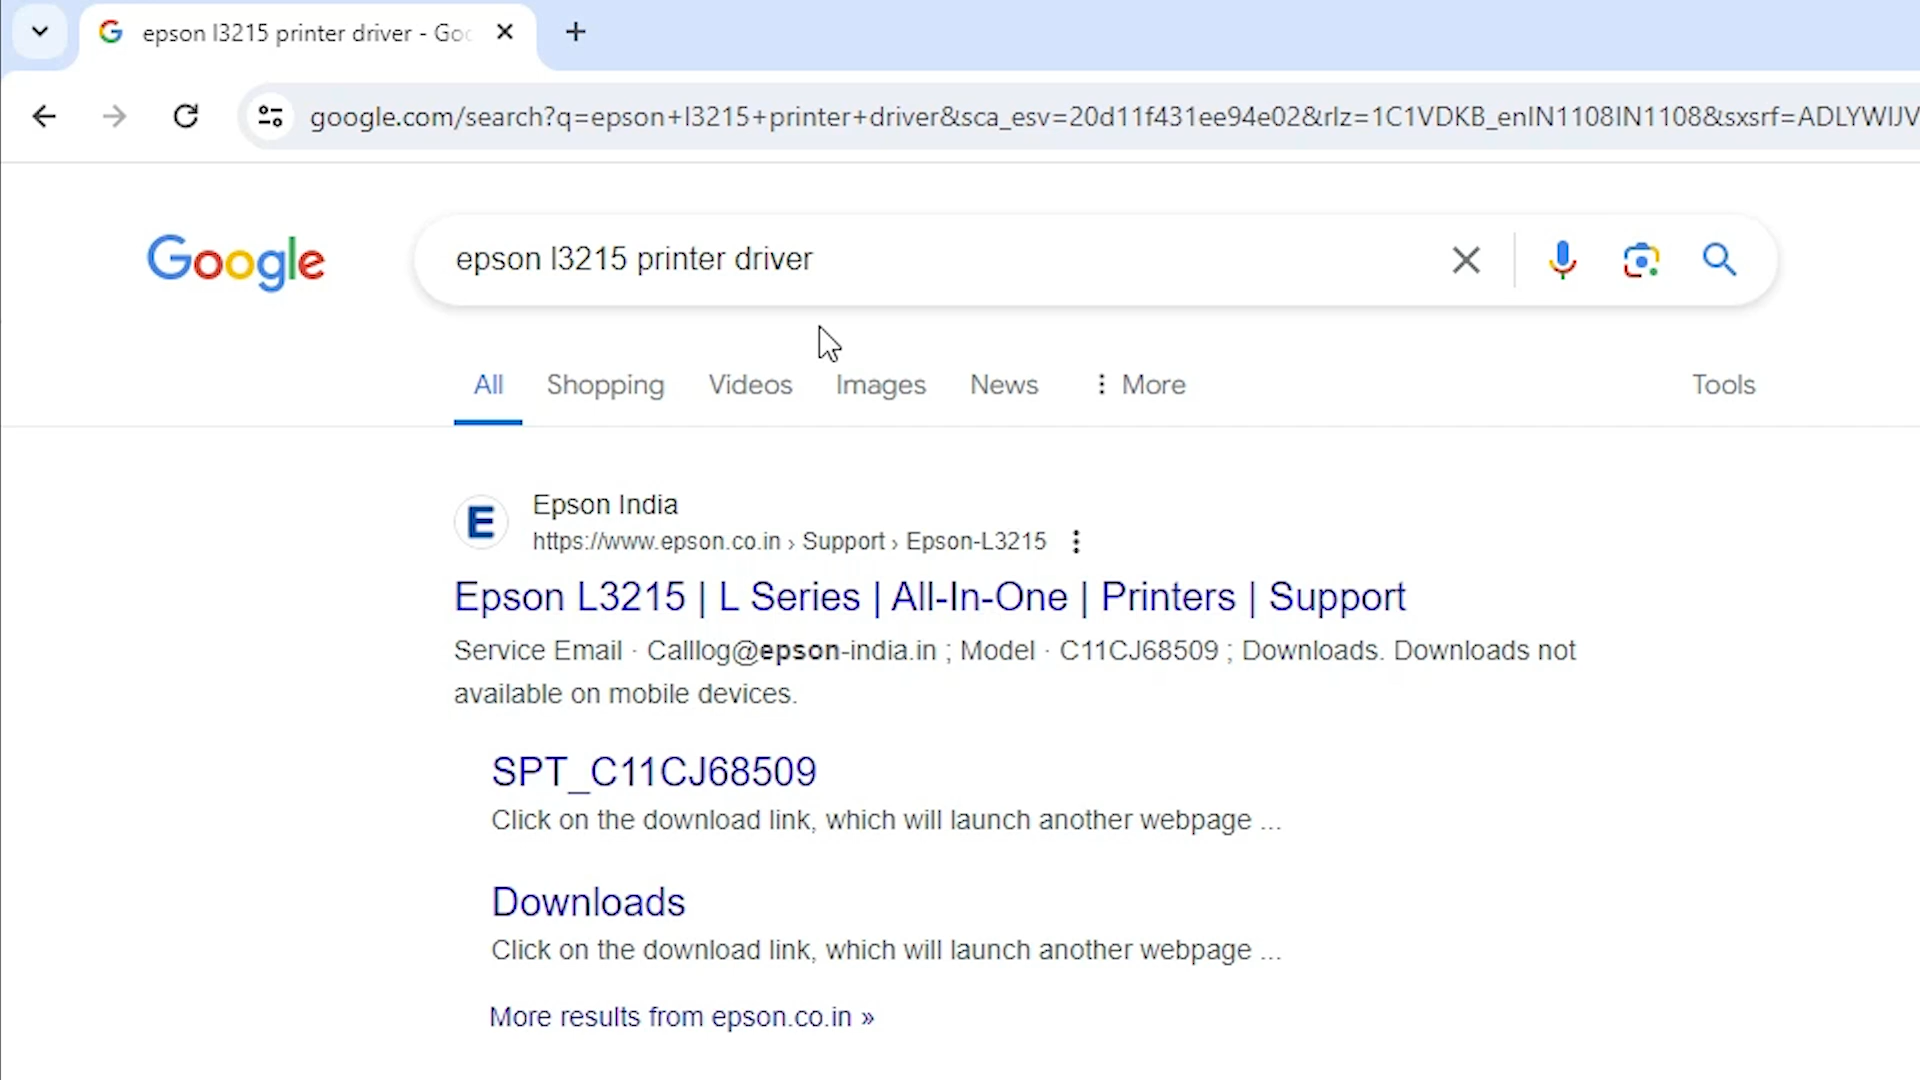 epson l3215 printer driver - Goo
google.com/search?q=epson+l3215+printer+driver&sca_esv=20d11f431ee94e02&rlz=1C1VDKB_enIN1108IN1108&sxsrf=ADLYWIJV
Google
epson l3215 printer driver
All Shopping Videos Images News More Tools
Epson India
https://www.epson.co.in › Support › Epson-L3215
Epson L3215 | L Series | All-In-One | Printers | Support
Service Email · Calllog@epson-india.in ; Model · C11CJ68509 ; Downloads. Downloads not
available on mobile devices.
SPT_C11CJ68509
Click on the download link, which will launch another webpage ...
Downloads
Click on the download link, which will launch another webpage ...
More results from epson.co.in »